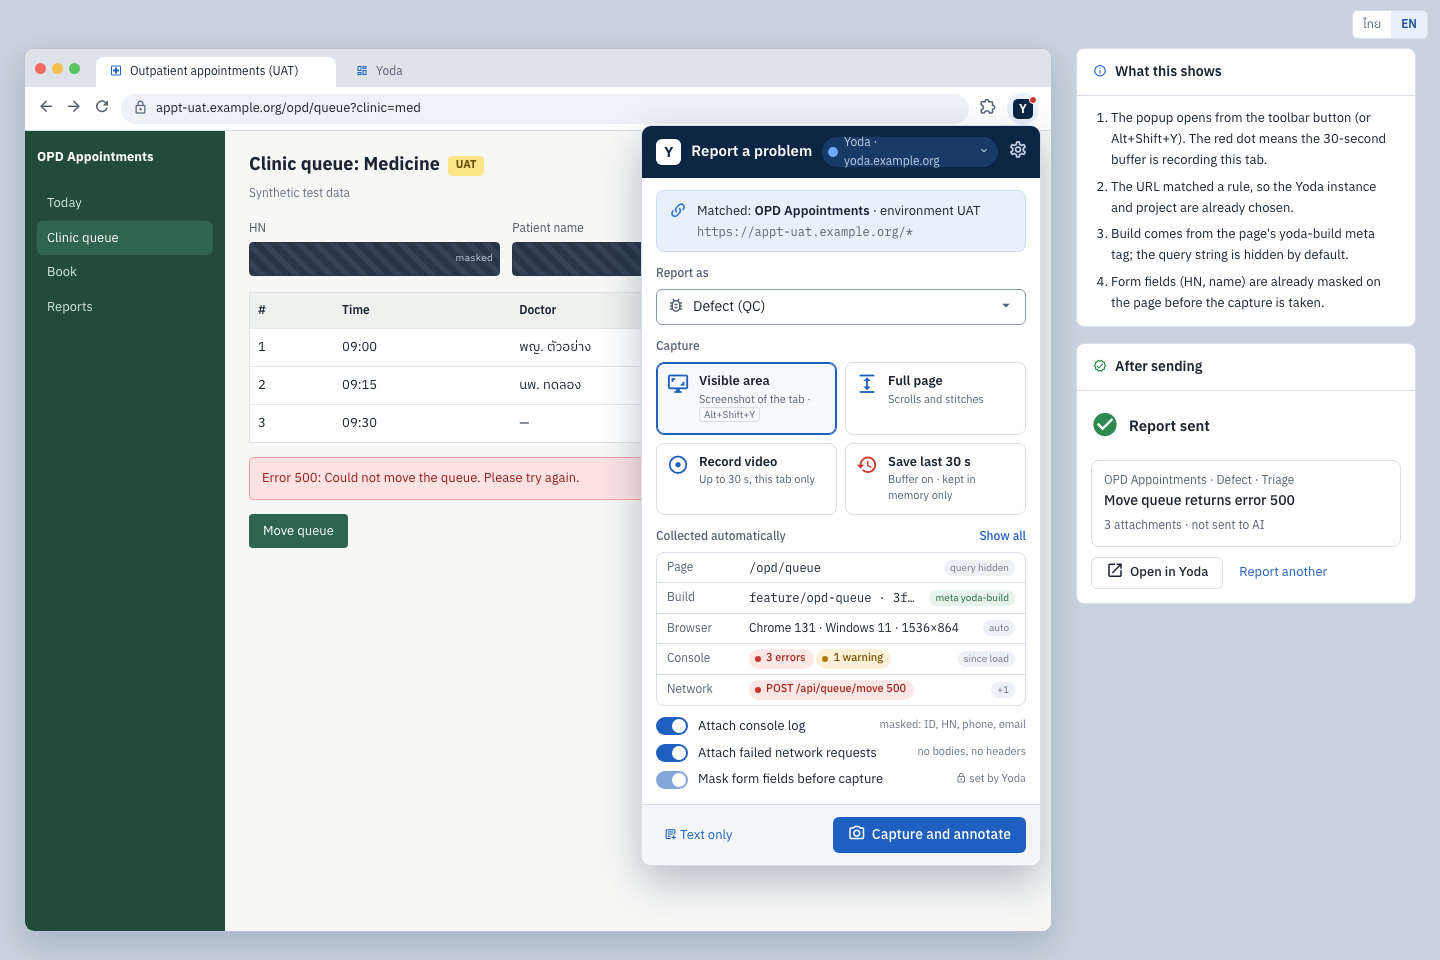 ไทย EN
Outpatient appointments (UAT)
Yoda
appt-uat.example.org/opd/queue?clinic=med
Y
OPD Appointments
Today
Clinic queue
Book
Reports
Clinic queue: Medicine UAT
Synthetic test data
HN
Patient name
masked
# Time Doctor
1 09:00 พญ. ตัวอย่าง
2 09:15 นพ. ทดลอง
3 09:30 —
Error 500: Could not move the queue. Please try again.
Move queue
Y Report a problem
Yoda ·
yoda.example.org
Matched: OPD Appointments · environment UAT
https://appt-uat.example.org/*
Report as
Defect (QC)
Capture
Visible area
Screenshot of the tab ·
Alt+Shift+Y
Full page
Scrolls and stitches
Record video
Up to 30 s, this tab only
Save last 30 s
Buffer on · kept in
memory only
Collected automatically Show all
Page /opd/queue query hidden
Build feature/opd-queue · 3f… meta yoda-build
Browser Chrome 131 · Windows 11 · 1536×864 auto
Console 3 errors 1 warning since load
Network POST /api/queue/move 500 +1
Attach console log masked: ID, HN, phone, email
Attach failed network requests no bodies, no headers
Mask form fields before capture set by Yoda
Text only
Capture and annotate
What this shows
1. The popup opens from the toolbar button (or
Alt+Shift+Y). The red dot means the 30-second
buffer is recording this tab.
2. The URL matched a rule, so the Yoda instance
and project are already chosen.
3. Build comes from the page's yoda-build meta
tag; the query string is hidden by default.
4. Form fields (HN, name) are already masked on
the page before the capture is taken.
After sending
Report sent
OPD Appointments · Defect · Triage
Move queue returns error 500
3 attachments · not sent to AI
Open in Yoda
Report another